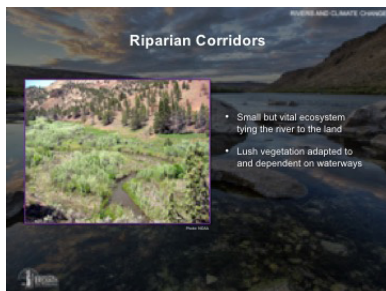 RIVERS AND CLIMATE CHANGE
Riparian Corridors
• Small but vital ecosystem
tying the river to the land
• Lush vegetation adapted to
and dependent on waterways